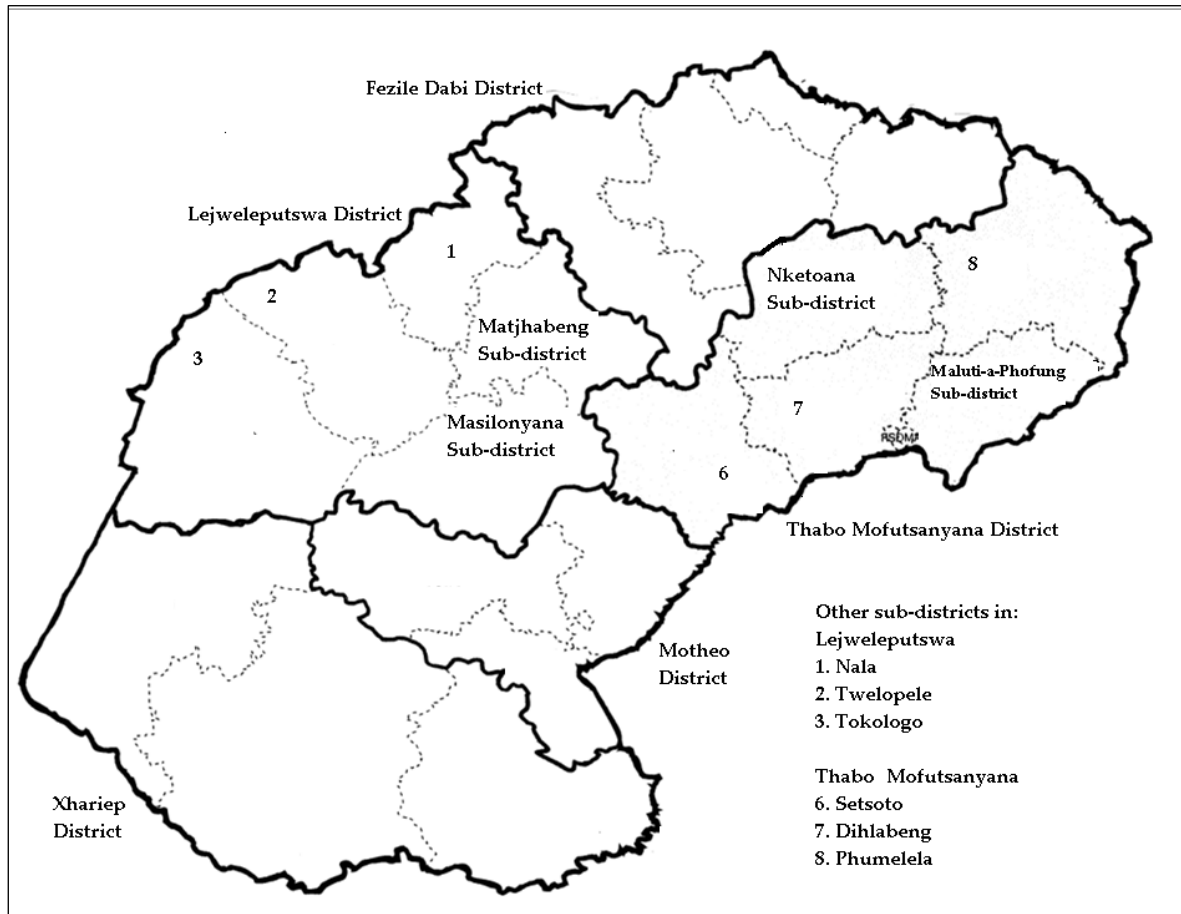 Fezile Dabi District
Lejweleputswa District
1
2
3
Matjhabeng
Sub-district
Masilonyana
Sub-district
Nketoana
Sub-district
8
7
Maluti-a-Phofung
Sub-district
6
Thabo Mofutsanyana District
Motheo
District
Xhariep
District
Other sub-districts in:
Lejweleputswa
1. Nala
2. Twelopele
3. Tokologo
Thabo Mofutsanyana
6. Setsoto
7. Dihlabeng
8. Phumelela